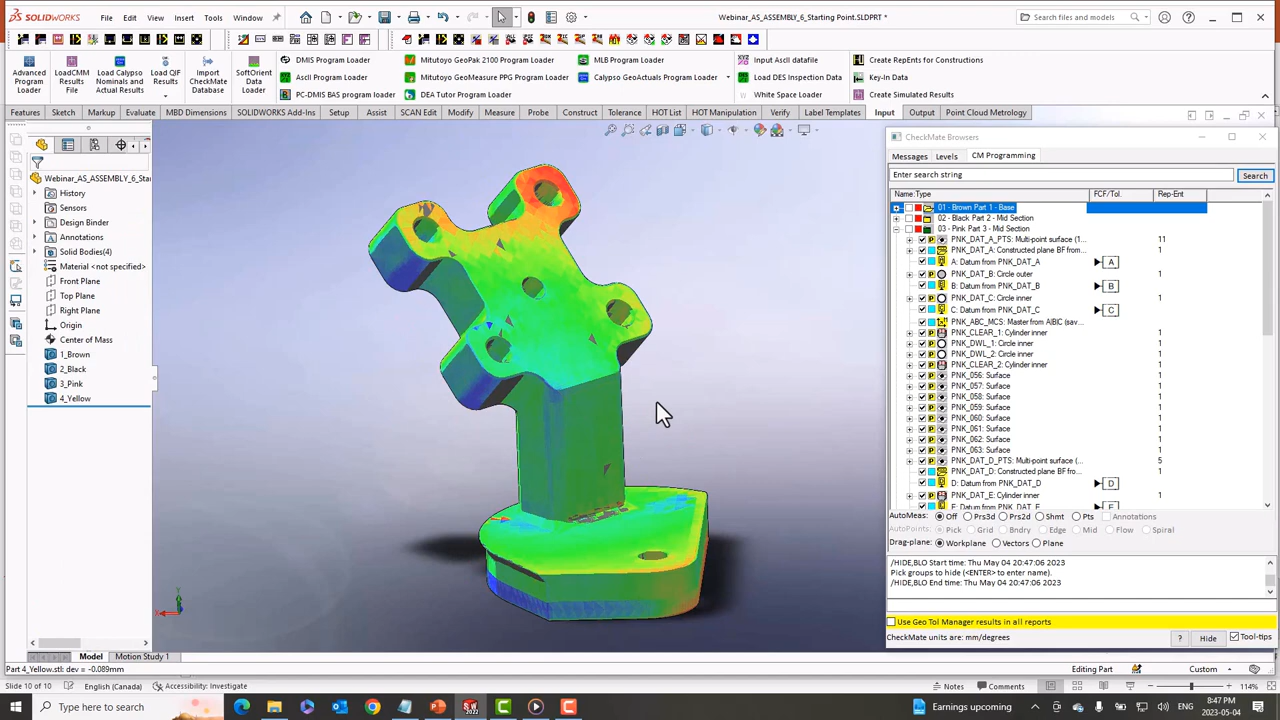 SOLIDWORKS File Edit View Insert Tools Window Webinar_AS_ASSEMBLY_6_Starting Point.SLDPRT * Search files and models
Advanced Program Loader
LoadCMM Results
Load Calypso Nominals and Actual Results
Load QIF Results
Import CheckMate Database
SoftOrient Data Loader
DMIS Program Loader
Ascii Program Loader
PC-DMIS BAS program loader
Mitutoyo GeoPak 2100 Program Loader
Mitutoyo GeoMeasure PPG Program Loader
DEA Tutor Program Loader
MLB Program Loader
Calypso GeoActuals Program Loader
Input Ascii datafile
Load DES Inspection Data
White Space Loader
Create RepEnts for Constructions
Key-In Data
Create Simulated Results
Features Sketch Markup Evaluate MBD Dimensions SOLIDWORKS Add-Ins Setup Assist SCAN Edit Modify Measure Probe Construct Tolerance HOT List HOT Manipulation Verify Label Templates Input Output Point Cloud Metrology
Webinar_AS_ASSEMBLY_6_Star
History
Sensors
Design Binder
Annotations
Solid Bodies(4)
Material <not specified>
Front Plane
Top Plane
Right Plane
Origin
Center of Mass
1_Brown
2_Black
3_Pink
4_Yellow
Y
X
CheckMate Browsers
Messages Levels CM Programming
Enter search string Search
Name:Type FCF/Tol. Rep-Ent
01 - Brown Part 1 - Base
02 - Black Part 2 - Mid Section
03 - Pink Part 3 - Mid Section
PNK_DAT_A_PTS: Multi-point surface (1... 11
PNK_DAT_A: Constructed plane BF from... 1
A: Datum from PNK_DAT_A A
PNK_DAT_B: Circle outer 1
B: Datum from PNK_DAT_B B
PNK_DAT_C: Circle inner 1
C: Datum from PNK_DAT_C C
PNK_ABC_MCS: Master from A|B|C (sav...
PNK_CLEAR_1: Cylinder inner 1
PNK_DWL_1: Circle inner 1
PNK_DWL_2: Circle inner 1
PNK_CLEAR_2: Cylinder inner 1
PNK_056: Surface 1
PNK_057: Surface 1
PNK_058: Surface 1
PNK_059: Surface 1
PNK_060: Surface 1
PNK_061: Surface 1
PNK_062: Surface 1
PNK_063: Surface 1
PNK_DAT_D_PTS: Multi-point surface (... 5
PNK_DAT_D: Constructed plane BF fro... 1
D: Datum from PNK_DAT_D D
PNK_DAT_E: Cylinder inner 1
E: Datum from PNK_DAT_E
AutoMeas: Off Prs3d Prs2d Shmt Pts Annotations
AutoPoints: Pick Grid Bndry Edge Mid Flow Spiral
Drag-plane: Workplane Vectors Plane
/HIDE,BLO Start time: Thu May 04 20:47:06 2023
Pick groups to hide (<ENTER> to enter name).
/HIDE,BLO End time: Thu May 04 20:47:06 2023
Use Geo Tol Manager results in all reports
CheckMate units are: mm/degrees ? Hide Tool-tips
Model Motion Study 1
Part 4_Yellow.stl: dev = -0.089mm Editing Part Custom
Slide 10 of 10 English (Canada) Accessibility: Investigate Notes Comments 114%
Type here to search Earnings upcoming 8:47 PM
2023-05-04